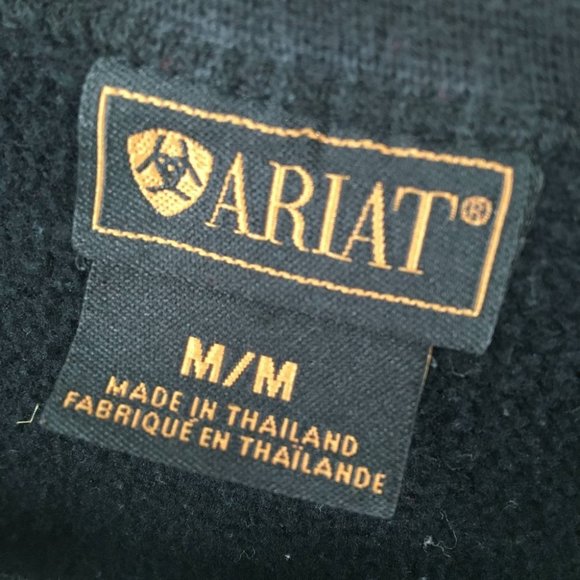 ARIAT®
M/M
MADE IN THAILAND
FABRIQUÉ EN THAÏLANDE